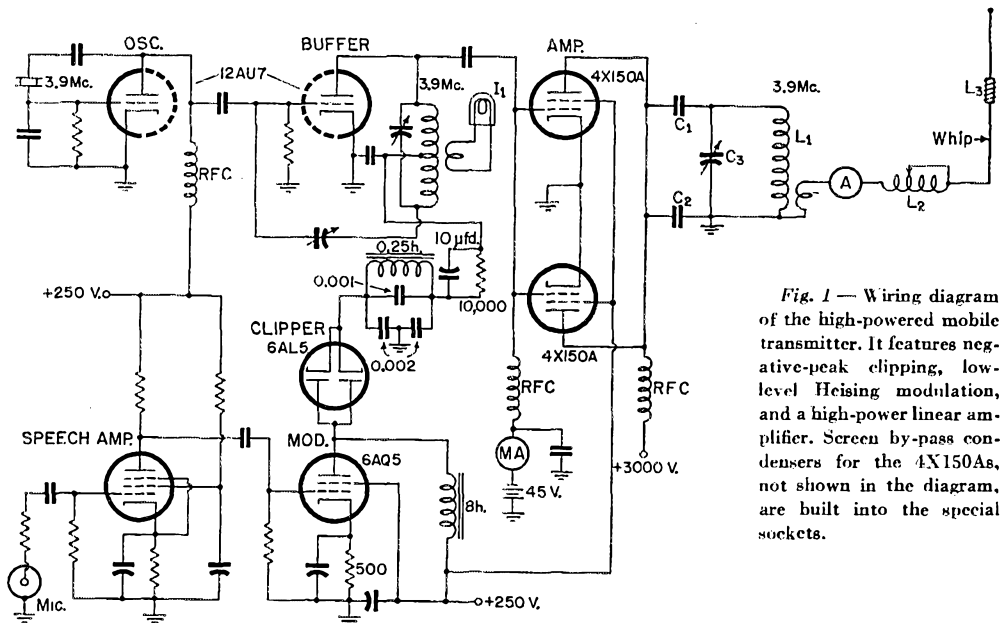 OSC.
BUFFER
AMP.
12AU7
4X150A
3.9Mc.
3.9Mc.
I1
3.9Mc.
L3
C1
L1
Whip
C3
RFC
A
C2
L2
10 µfd.
0.25h.
+250 V.
0.001
10,000
CLIPPER
6AL5
0.002
4X150A
RFC
RFC
SPEECH AMP.
MOD.
6AQ5
MA
+3000 V.
8h.
45 V.
500
MIC.
+250 V.
Fig. 1 — Wiring diagram
of the high-powered mobile
transmitter. It features neg-
ative-peak clipping, low-
level Heising modulation,
and a high-power linear am-
plifier. Screen by-pass con-
densers for the 4X150As,
not shown in the diagram,
are built into the special
sockets.